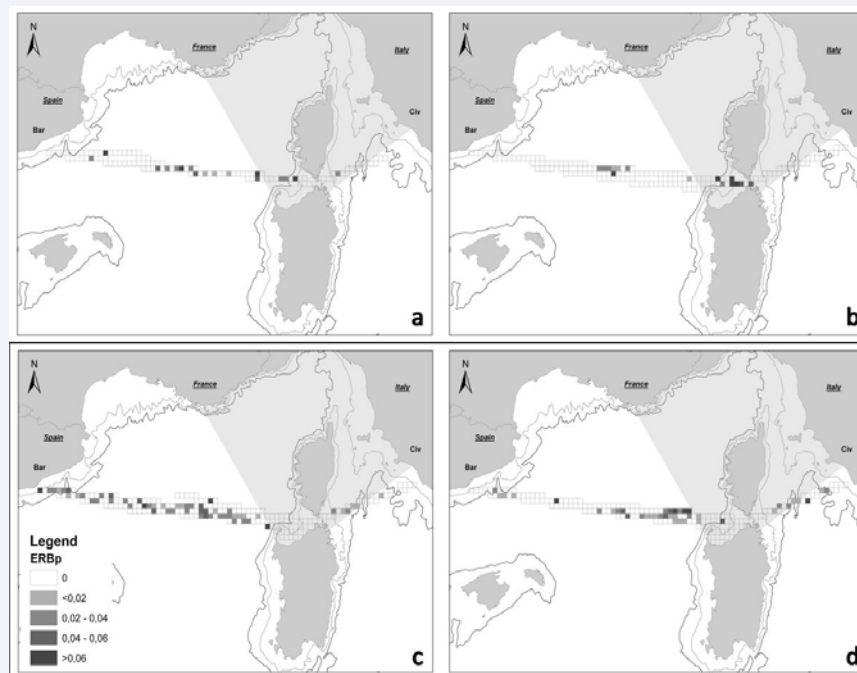 N
France
Italy
Spain
Bar
Civ
a
N
France
Italy
Spain
Bar
Civ
b
N
France
Italy
Spain
Bar
Civ
Legend
ERBp
0
<0,02
0,02 - 0,04
0,04 - 0,06
>0,06
c
N
France
Italy
Spain
Bar
Civ
d